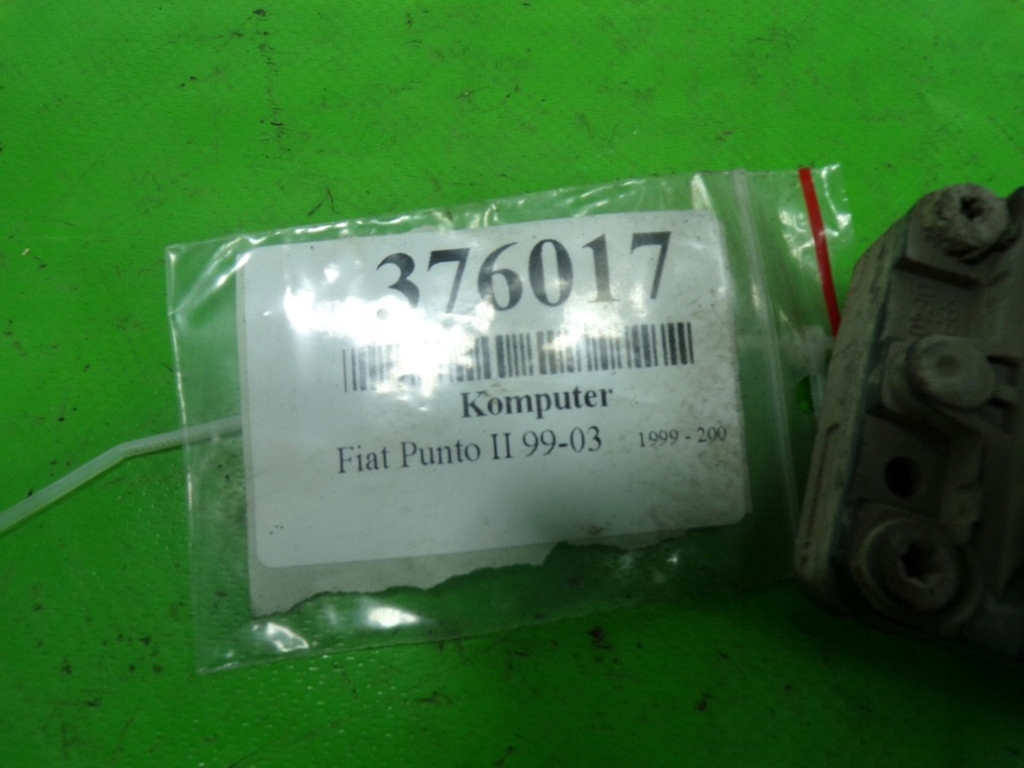 376017
Komputer
Fiat Punto II 99-03 1999 - 200